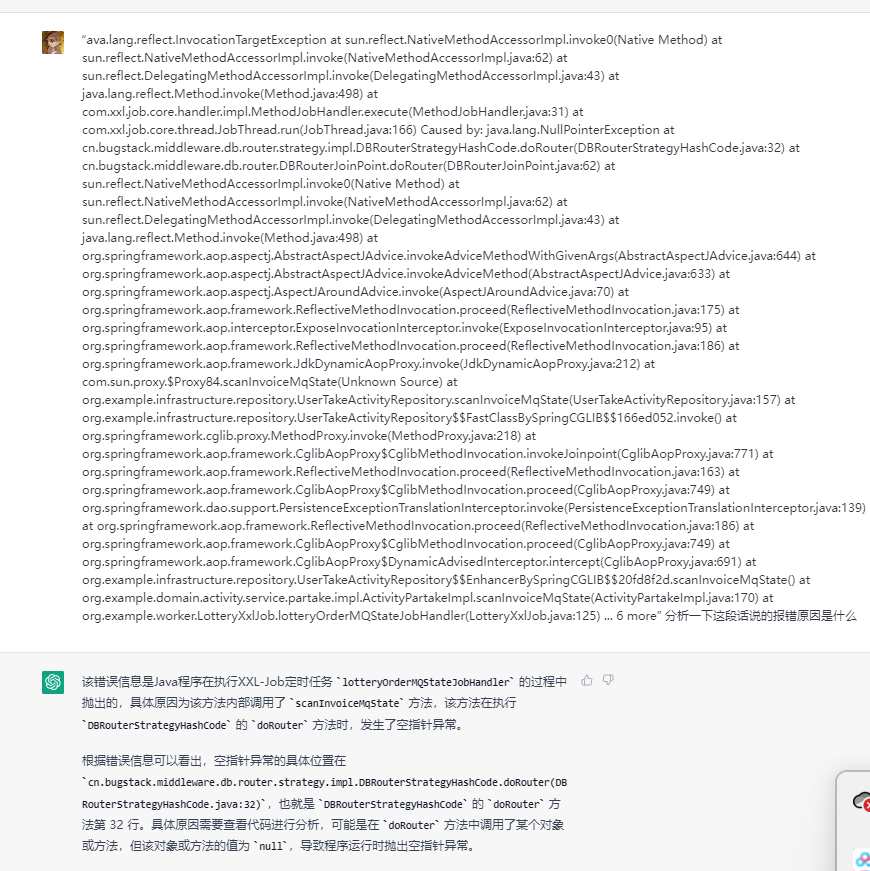 “ava.lang.reflect.InvocationTargetException at sun.reflect.NativeMethodAccessorImpl.invoke0(Native Method) at
sun.reflect.NativeMethodAccessorImpl.invoke(NativeMethodAccessorImpl.java:62) at
sun.reflect.DelegatingMethodAccessorImpl.invoke(DelegatingMethodAccessorImpl.java:43) at
java.lang.reflect.Method.invoke(Method.java:498) at
com.xxl.job.core.handler.impl.MethodJobHandler.execute(MethodJobHandler.java:31) at
com.xxl.job.core.thread.JobThread.run(JobThread.java:166) Caused by: java.lang.NullPointerException at
cn.bugstack.middleware.db.router.strategy.impl.DBRouterStrategyHashCode.doRouter(DBRouterStrategyHashCode.java:32) at
cn.bugstack.middleware.db.router.DBRouterJoinPoint.doRouter(DBRouterJoinPoint.java:62) at
sun.reflect.NativeMethodAccessorImpl.invoke0(Native Method) at
sun.reflect.NativeMethodAccessorImpl.invoke(NativeMethodAccessorImpl.java:62) at
sun.reflect.DelegatingMethodAccessorImpl.invoke(DelegatingMethodAccessorImpl.java:43) at
java.lang.reflect.Method.invoke(Method.java:498) at
org.springframework.aop.aspectj.AbstractAspectJAdvice.invokeAdviceMethodWithGivenArgs(AbstractAspectJAdvice.java:644) at
org.springframework.aop.aspectj.AbstractAspectJAdvice.invokeAdviceMethod(AbstractAspectJAdvice.java:633) at
org.springframework.aop.aspectj.AspectJAroundAdvice.invoke(AspectJAroundAdvice.java:70) at
org.springframework.aop.framework.ReflectiveMethodInvocation.proceed(ReflectiveMethodInvocation.java:175) at
org.springframework.aop.interceptor.ExposeInvocationInterceptor.invoke(ExposeInvocationInterceptor.java:95) at
org.springframework.aop.framework.ReflectiveMethodInvocation.proceed(ReflectiveMethodInvocation.java:186) at
org.springframework.aop.framework.JdkDynamicAopProxy.invoke(JdkDynamicAopProxy.java:212) at
com.sun.proxy.$Proxy84.scanInvoiceMqState(Unknown Source) at
org.example.infrastructure.repository.UserTakeActivityRepository.scanInvoiceMqState(UserTakeActivityRepository.java:157) at
org.example.infrastructure.repository.UserTakeActivityRepository$$FastClassBySpringCGLIB$$166ed052.invoke() at
org.springframework.cglib.proxy.MethodProxy.invoke(MethodProxy.java:218) at
org.springframework.aop.framework.CglibAopProxy$CglibMethodInvocation.invokeJoinpoint(CglibAopProxy.java:771) at
org.springframework.aop.framework.ReflectiveMethodInvocation.proceed(ReflectiveMethodInvocation.java:163) at
org.springframework.aop.framework.CglibAopProxy$CglibMethodInvocation.proceed(CglibAopProxy.java:749) at
org.springframework.dao.support.PersistenceExceptionTranslationInterceptor.invoke(PersistenceExceptionTranslationInterceptor.java:139)
at org.springframework.aop.framework.ReflectiveMethodInvocation.proceed(ReflectiveMethodInvocation.java:186) at
org.springframework.aop.framework.CglibAopProxy$CglibMethodInvocation.proceed(CglibAopProxy.java:749) at
org.springframework.aop.framework.CglibAopProxy$DynamicAdvisedInterceptor.intercept(CglibAopProxy.java:691) at
org.example.infrastructure.repository.UserTakeActivityRepository$$EnhancerBySpringCGLIB$$20fd8f2d.scanInvoiceMqState() at
org.example.domain.activity.service.partake.impl.ActivityPartakeImpl.scanInvoiceMqState(ActivityPartakeImpl.java:170) at
org.example.worker.LotteryXxlJob.lotteryOrderMQStateJobHandler(LotteryXxlJob.java:125) ... 6 more” 分析一下这段话说的报错原因是什么
该错误信息是Java程序在执行XXL-Job定时任务 `lotteryOrderMQStateJobHandler` 的过程中
抛出的，具体原因为该方法内部调用了 `scanInvoiceMqState` 方法，该方法在执行
`DBRouterStrategyHashCode` 的 `doRouter` 方法时，发生了空指针异常。
根据错误信息可以看出，空指针异常的具体位置在
`cn.bugstack.middleware.db.router.strategy.impl.DBRouterStrategyHashCode.doRouter(DB
RouterStrategyHashCode.java:32)`，也就是 `DBRouterStrategyHashCode` 的 `doRouter` 方
法第 32 行。具体原因需要查看代码进行分析，可能是在 `doRouter` 方法中调用了某个对象
或方法，但该对象或方法的值为 `null`，导致程序运行时抛出空指针异常。